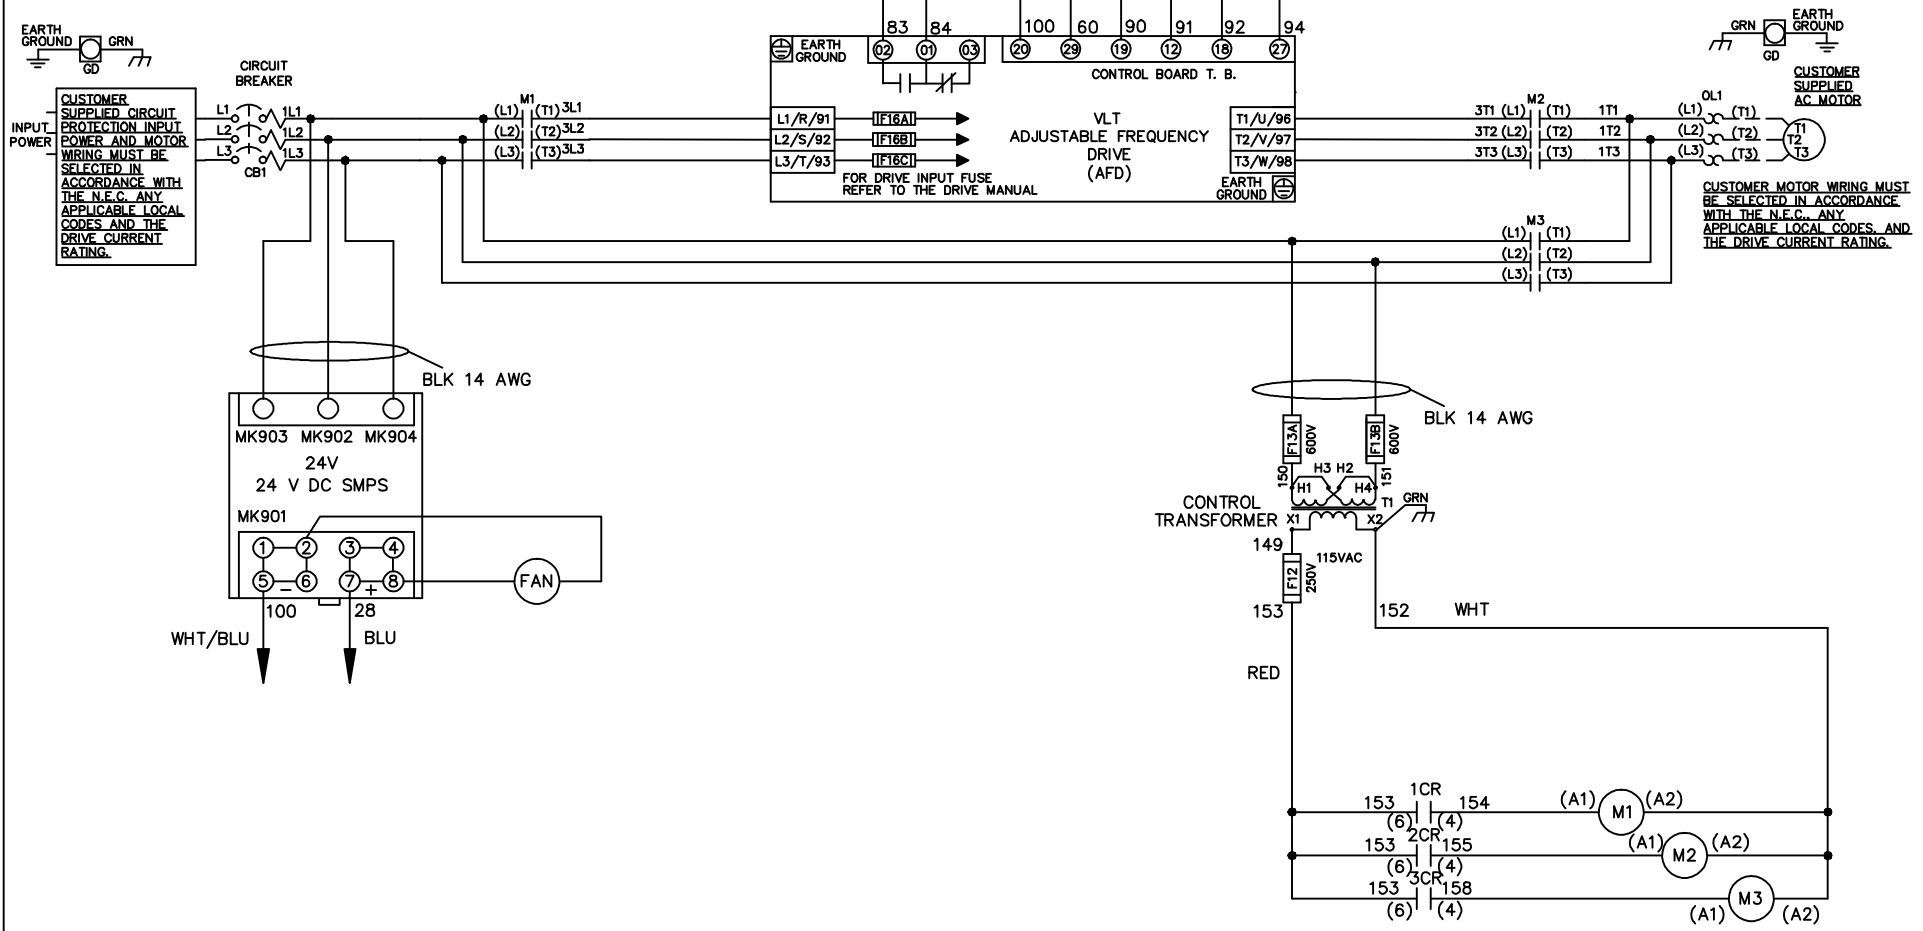 83 84 100 60 90 91 92 94
EARTH
GROUND
GRN
GD
EARTH
GROUND
02 01 03
20 29 19 12 18 27
CONTROL BOARD T. B.
GRN
EARTH
GROUND
GD
CIRCUIT
BREAKER
CUSTOMER
SUPPLIED
AC MOTOR
INPUT
POWER
CUSTOMER
SUPPLIED CIRCUIT
PROTECTION INPUT
POWER AND MOTOR
WIRING MUST BE
SELECTED IN
ACCORDANCE WITH
THE N.E.C. ANY
APPLICABLE LOCAL
CODES AND THE
DRIVE CURRENT
RATING.
L1 1L1
L2 1L2
L3 1L3
CB1
M1
(L1) (T1) 3L1
(L2) (T2) 3L2
(L3) (T3) 3L3
L1/R/91
L2/S/92
L3/T/93
F16A
F16B
F16C
FOR DRIVE INPUT FUSE
REFER TO THE DRIVE MANUAL
VLT
ADJUSTABLE FREQUENCY
DRIVE
(AFD)
T1/U/96
T2/V/97
T3/W/98
EARTH
GROUND
M2
3T1 (L1) (T1) 1T1
3T2 (L2) (T2) 1T2
3T3 (L3) (T3) 1T3
OL1
(L1) (T1)
(L2) (T2)
(L3) (T3)
T1
T2
T3
CUSTOMER MOTOR WIRING MUST
BE SELECTED IN ACCORDANCE
WITH THE N.E.C., ANY
APPLICABLE LOCAL CODES, AND
THE DRIVE CURRENT RATING.
M3
(L1) (T1)
(L2) (T2)
(L3) (T3)
BLK 14 AWG
MK903 MK902 MK904
24V
24 V DC SMPS
MK901
1 2 3 4
5 – 6 7 + 8
FAN
100 28
WHT/BLU
BLU
BLK 14 AWG
F13A
600V
F13B
600V
150
H3 H2
151
H1 H4
CONTROL
TRANSFORMER
T1
GRN
X1 X2
149
115VAC
F12
250V
153
152
WHT
RED
1CR
153 154
(6) (4)
(A1) M1 (A2)
2CR
153 155
(6) (4)
(A1) M2 (A2)
3CR
153 158
(6) (4)
(A1) M3 (A2)